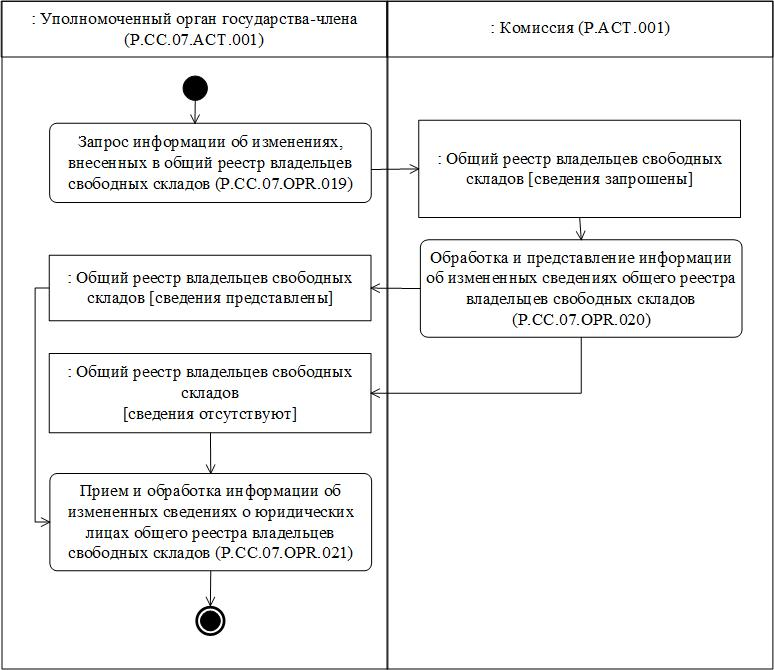 : Уполномоченный орган государства-члена
(P.CC.07.ACT.001)
: Комиссия (P.ACT.001)
Запрос информации об изменениях,
внесенных в общий реестр владельцев
свободных складов (P.CC.07.OPR.019)
: Общий реестр владельцев свободных
складов [сведения запрошены]
Обработка и представление информации
об измененных сведениях общего реестра
владельцев свободных складов
(P.CC.07.OPR.020)
: Общий реестр владельцев свободных
складов [сведения представлены]
: Общий реестр владельцев свободных
складов
[сведения отсутствуют]
Прием и обработка информации об
измененных сведениях о юридических
лицах общего реестра владельцев
свободных складов (P.CC.07.OPR.021)